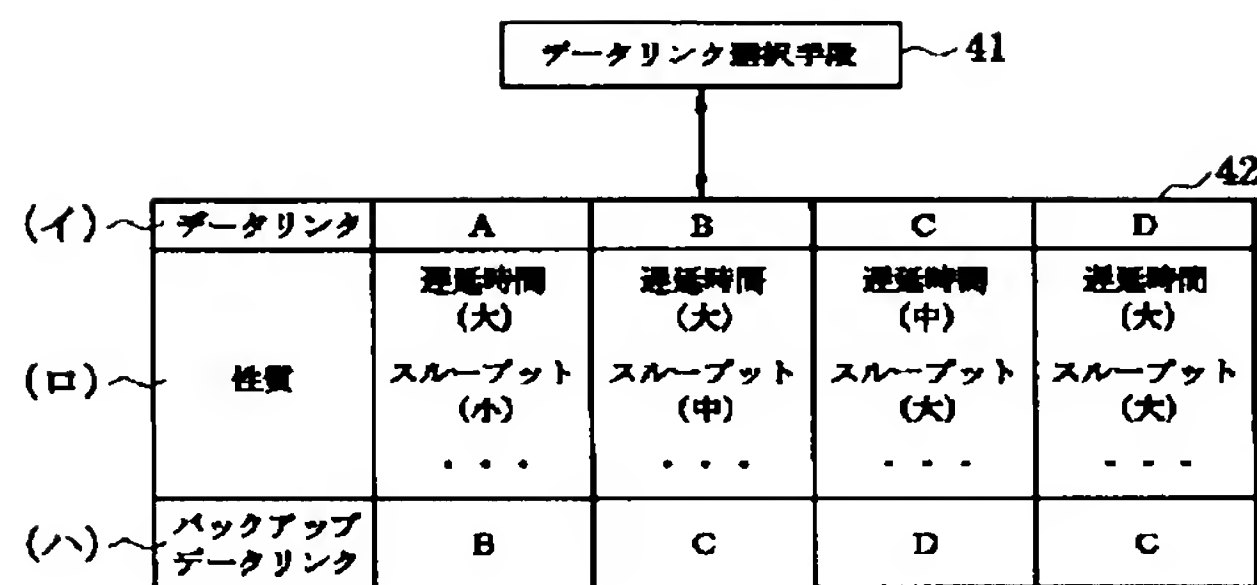 データリンク選択手段 41
42
(イ) データリンク A B C D
遅延時間 遅延時間 遅延時間 遅延時間
(大) (大) (中) (大)
(ロ) 性質 スループット スループット スループット スループット
(小) (中) (大) (大)
・・・ ・・・ ・・・ ・・・
(ハ) バックアップ
データリンク B C D C